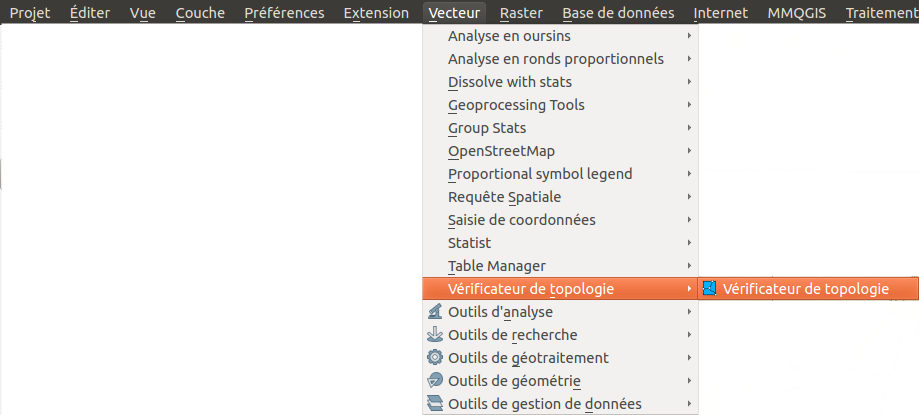 Projet Éditer Vue Couche Préférences Extension Vecteur Raster Base de données Internet MMQGIS Traitement
Analyse en oursins
Analyse en ronds proportionnels
Dissolve with stats
Geoprocessing Tools
Group Stats
OpenStreetMap
Proportional symbol legend
Requête Spatiale
Saisie de coordonnées
Statist
Table Manager
Vérificateur de topologie Vérificateur de topologie
Outils d'analyse
Outils de recherche
Outils de géotraitement
Outils de géométrie
Outils de gestion de données